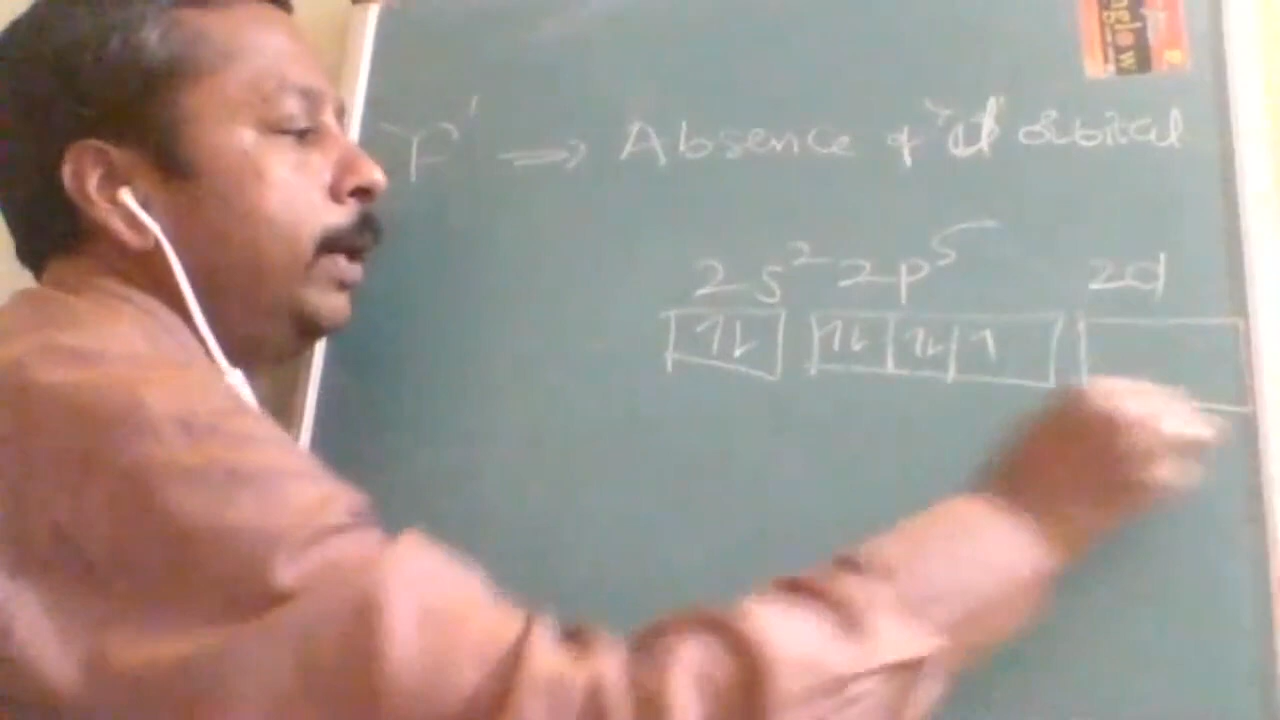 'F' => Absence of 'd' orbital
2s² 2p⁵ 2d
↿⇂ ↿⇂ ↿⇂ ↿